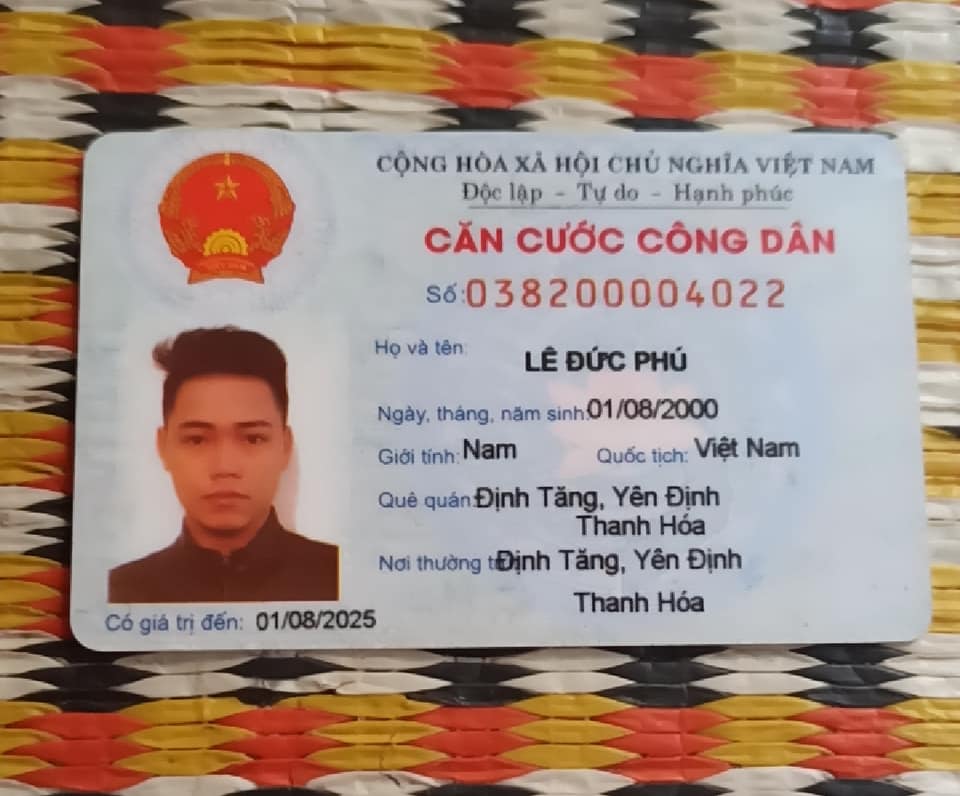 CỘNG HÒA XÃ HỘI CHỦ NGHĨA VIỆT NAM
Độc lập - Tự do - Hạnh phúc
CĂN CƯỚC CÔNG DÂN
Số: 038200004022
Họ và tên:
LÊ ĐỨC PHÚ
Ngày, tháng, năm sinh: 01/08/2000
Giới tính: Nam Quốc tịch: Việt Nam
Quê quán: Định Tăng, Yên Định
Thanh Hóa
Nơi thường Định Tăng, Yên Định
Thanh Hóa
Có giá trị đến: 01/08/2025